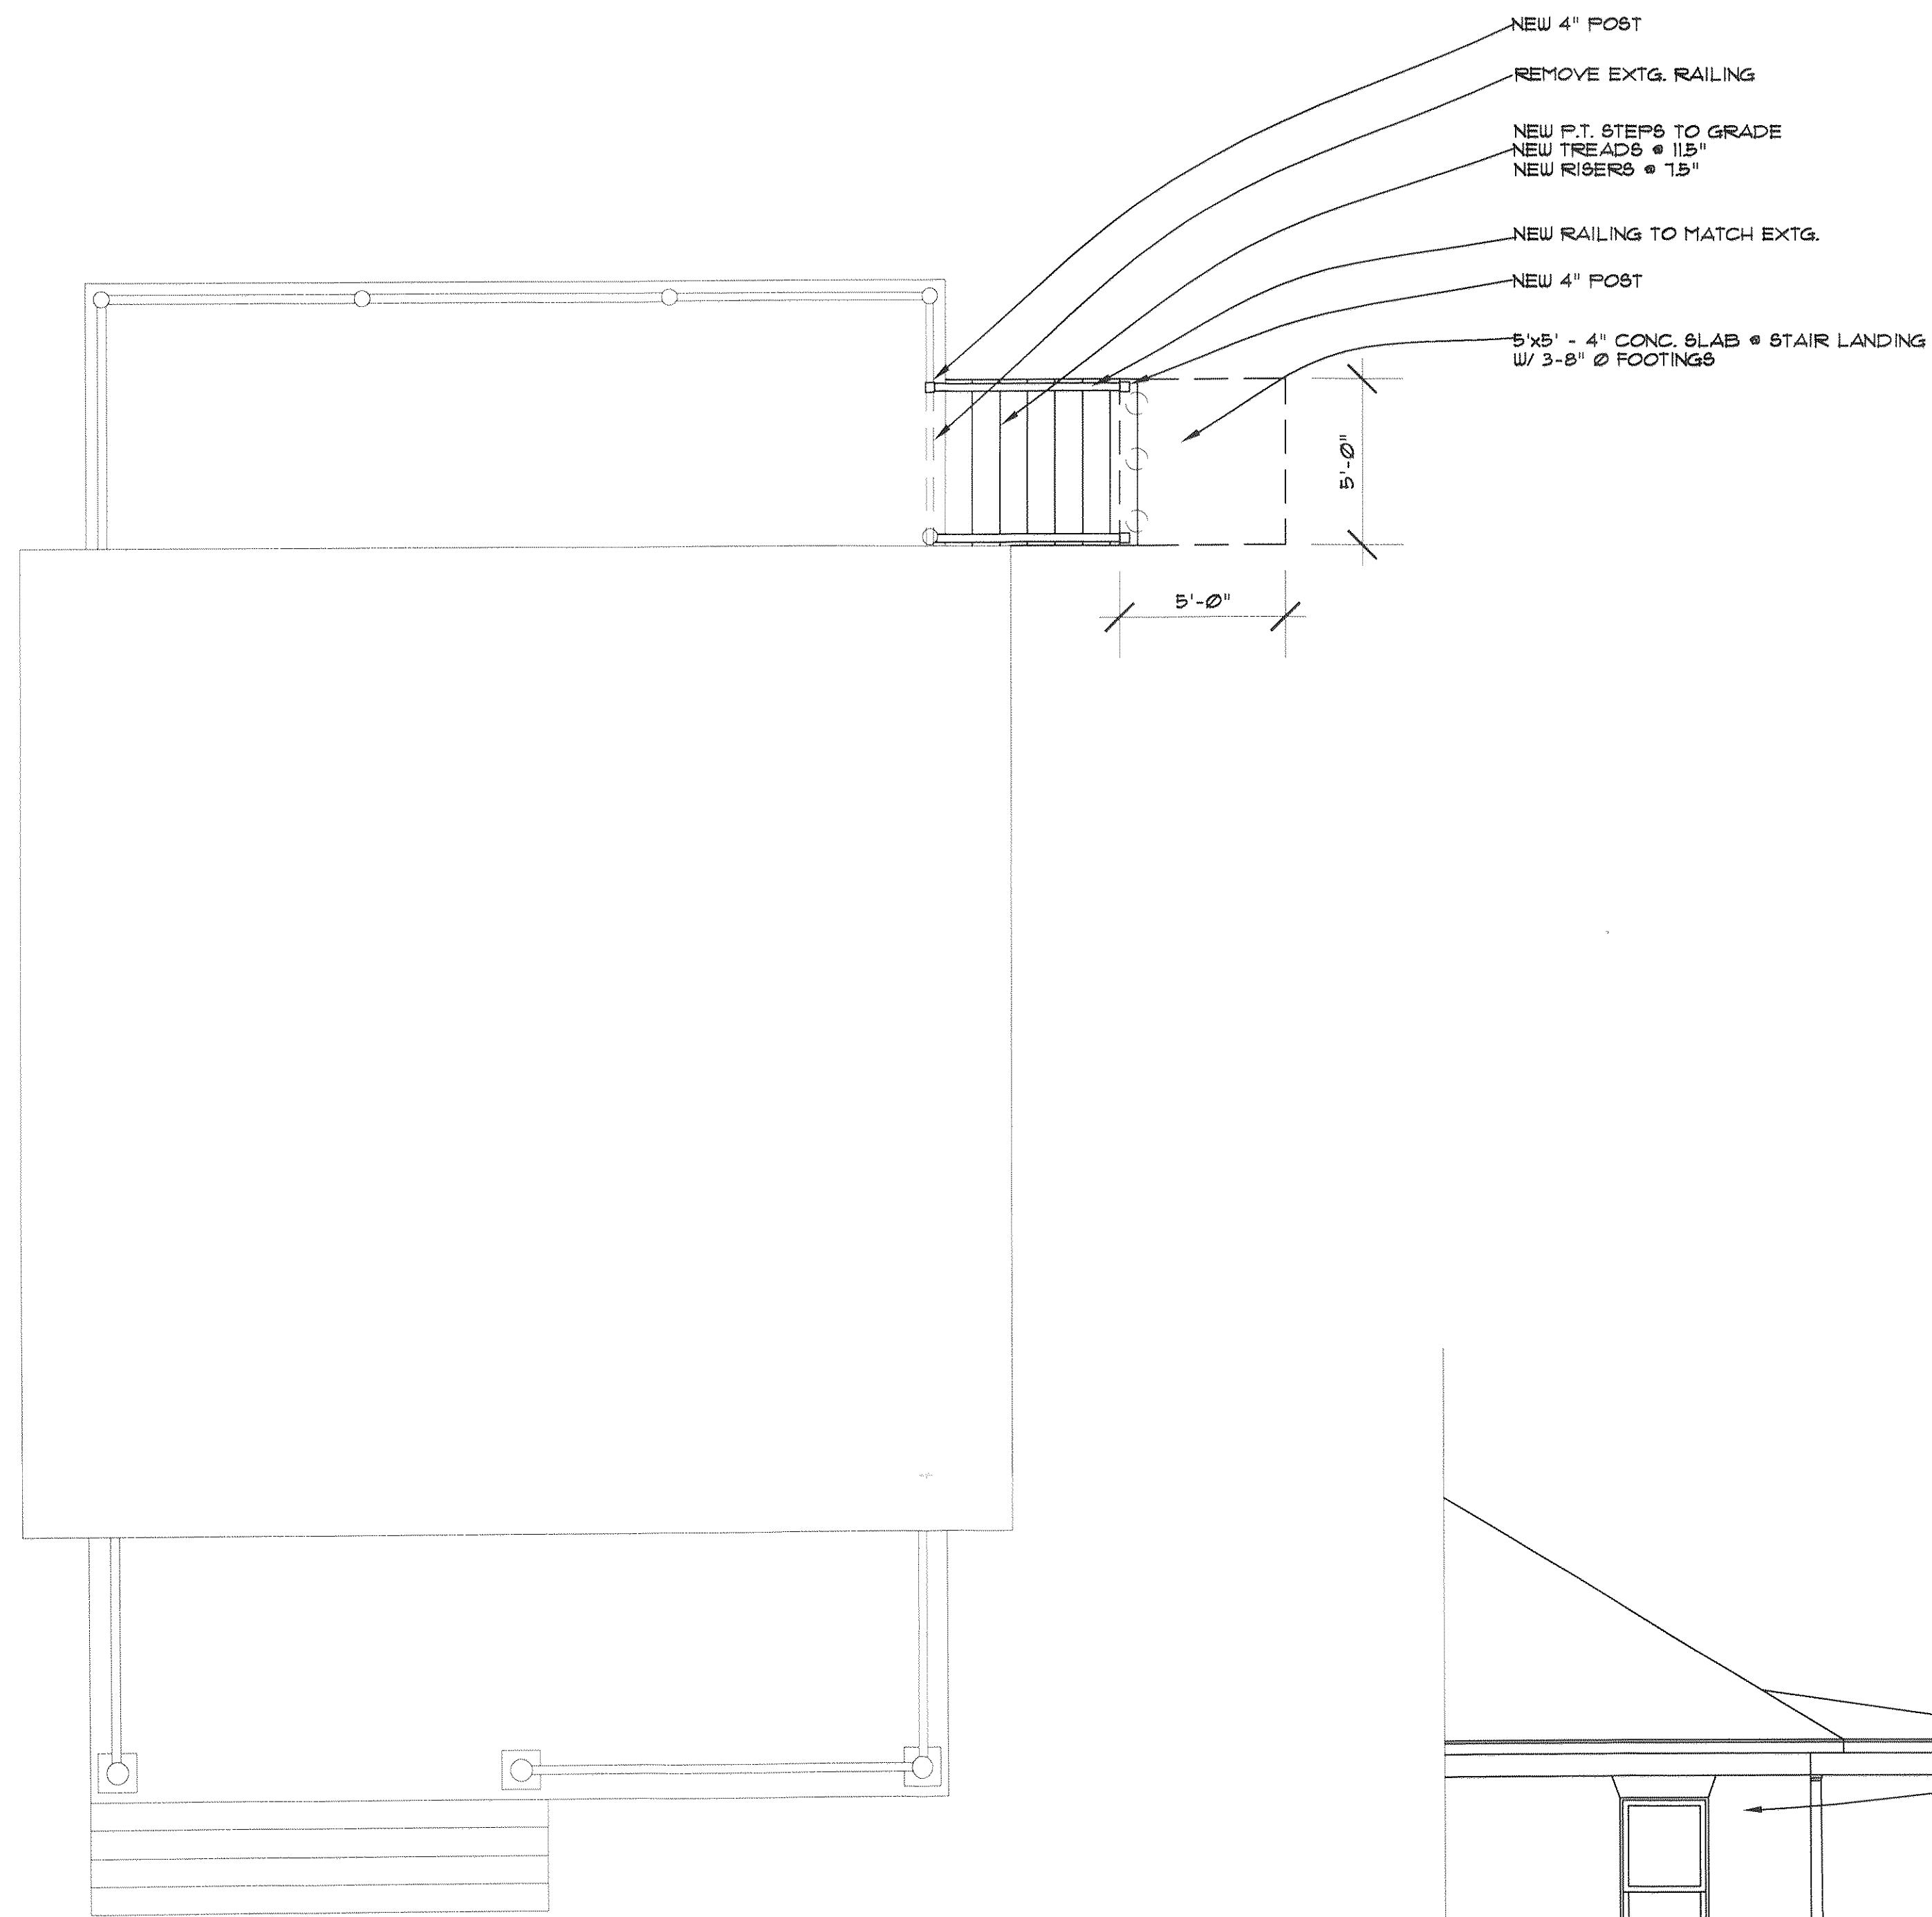 NEW 4" POST
REMOVE EXTG. RAILING
NEW P.T. STEPS TO GRADE
NEW TREADS @ 11.5"
NEW RISERS @ 7.5"
NEW RAILING TO MATCH EXTG.
NEW 4" POST
5'x5' - 4" CONC. SLAB @ STAIR LANDING
W/ 3-8" Ø FOOTINGS
5'-0"
5'-0"